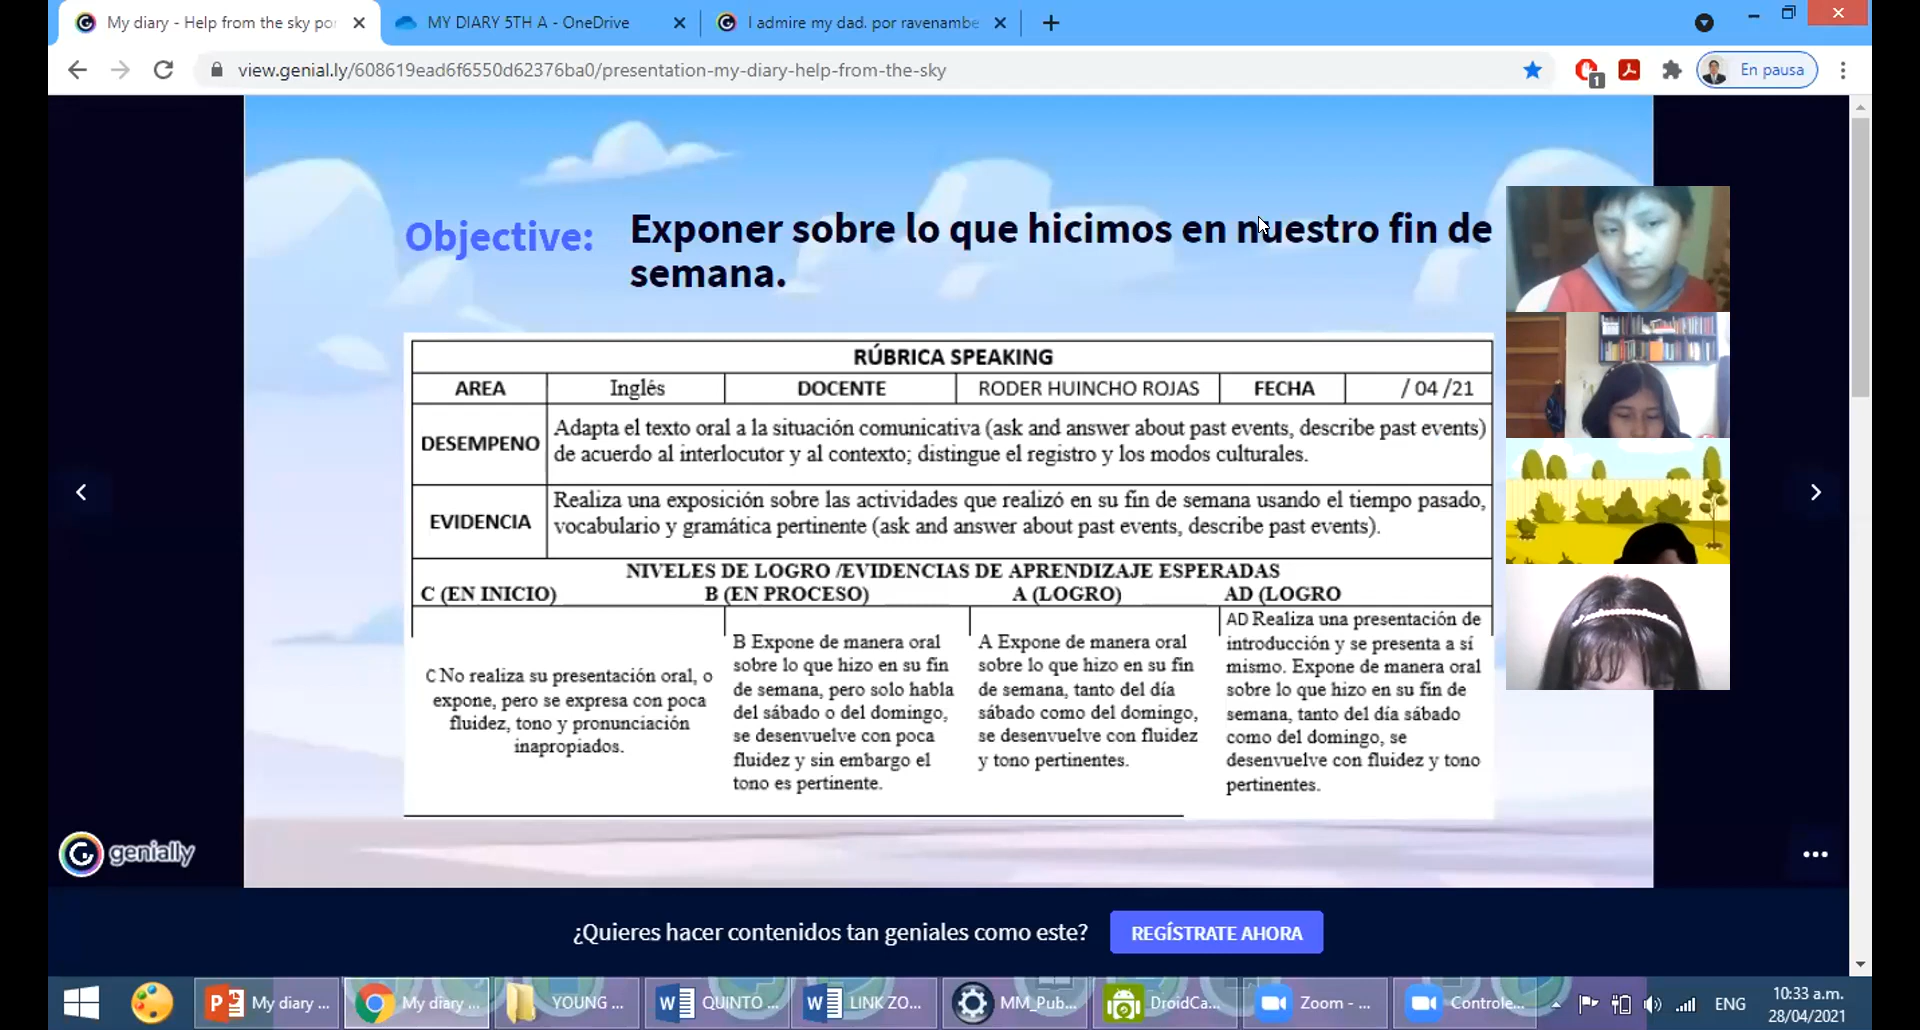 My diary - Help from the sky por
MY DIARY 5TH A - OneDrive
I admire my dad. por ravenambe
view.genial.ly/608619ead6f6550d62376ba0/presentation-my-diary-help-from-the-sky
1
En pausa
Objective:
Exponer sobre lo que hicimos en nuestro fin de
semana.
RÚBRICA SPEAKING
AREA Inglés DOCENTE RODER HUINCHO ROJAS FECHA / 04 /21
DESEMPENO
Adapta el texto oral a la situación comunicativa (ask and answer about past events, describe past events)
de acuerdo al interlocutor y al contexto; distingue el registro y los modos culturales.
EVIDENCIA
Realiza una exposición sobre las actividades que realizó en su fin de semana usando el tiempo pasado,
vocabulario y gramática pertinente (ask and answer about past events, describe past events).
NIVELES DE LOGRO /EVIDENCIAS DE APRENDIZAJE ESPERADAS
C (EN INICIO) B (EN PROCESO) A (LOGRO) AD (LOGRO
C No realiza su presentación oral, o
expone, pero se expresa con poca
fluidez, tono y pronunciación
inapropiados.
B Expone de manera oral
sobre lo que hizo en su fin
de semana, pero solo habla
del sábado o del domingo,
se desenvuelve con poca
fluidez y sin embargo el
tono es pertinente.
A Expone de manera oral
sobre lo que hizo en su fin
de semana, tanto del día
sábado como del domingo,
se desenvuelve con fluidez
y tono pertinentes.
AD Realiza una presentación de
introducción y se presenta a sí
mismo. Expone de manera oral
sobre lo que hizo en su fin de
semana, tanto del día sábado
como del domingo, se
desenvuelve con fluidez y tono
pertinentes.
genially
¿Quieres hacer contenidos tan geniales como este?
REGÍSTRATE AHORA
My diary ...
My diary ...
YOUNG ...
QUINTO ...
LINK ZO...
MM_Pub...
DroidCa...
Zoom - ...
Controle...
ENG
10:33 a.m.
28/04/2021